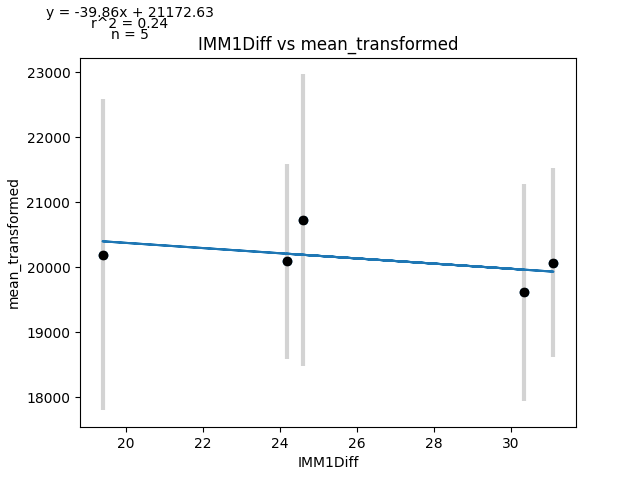 y = -39.86x + 21172.63
r^2 = 0.24
n = 5
IMM1Diff vs mean_transformed
23000
22000
21000
20000
19000
18000
mean_transformed
20 22 24 26 28 30
IMM1Diff